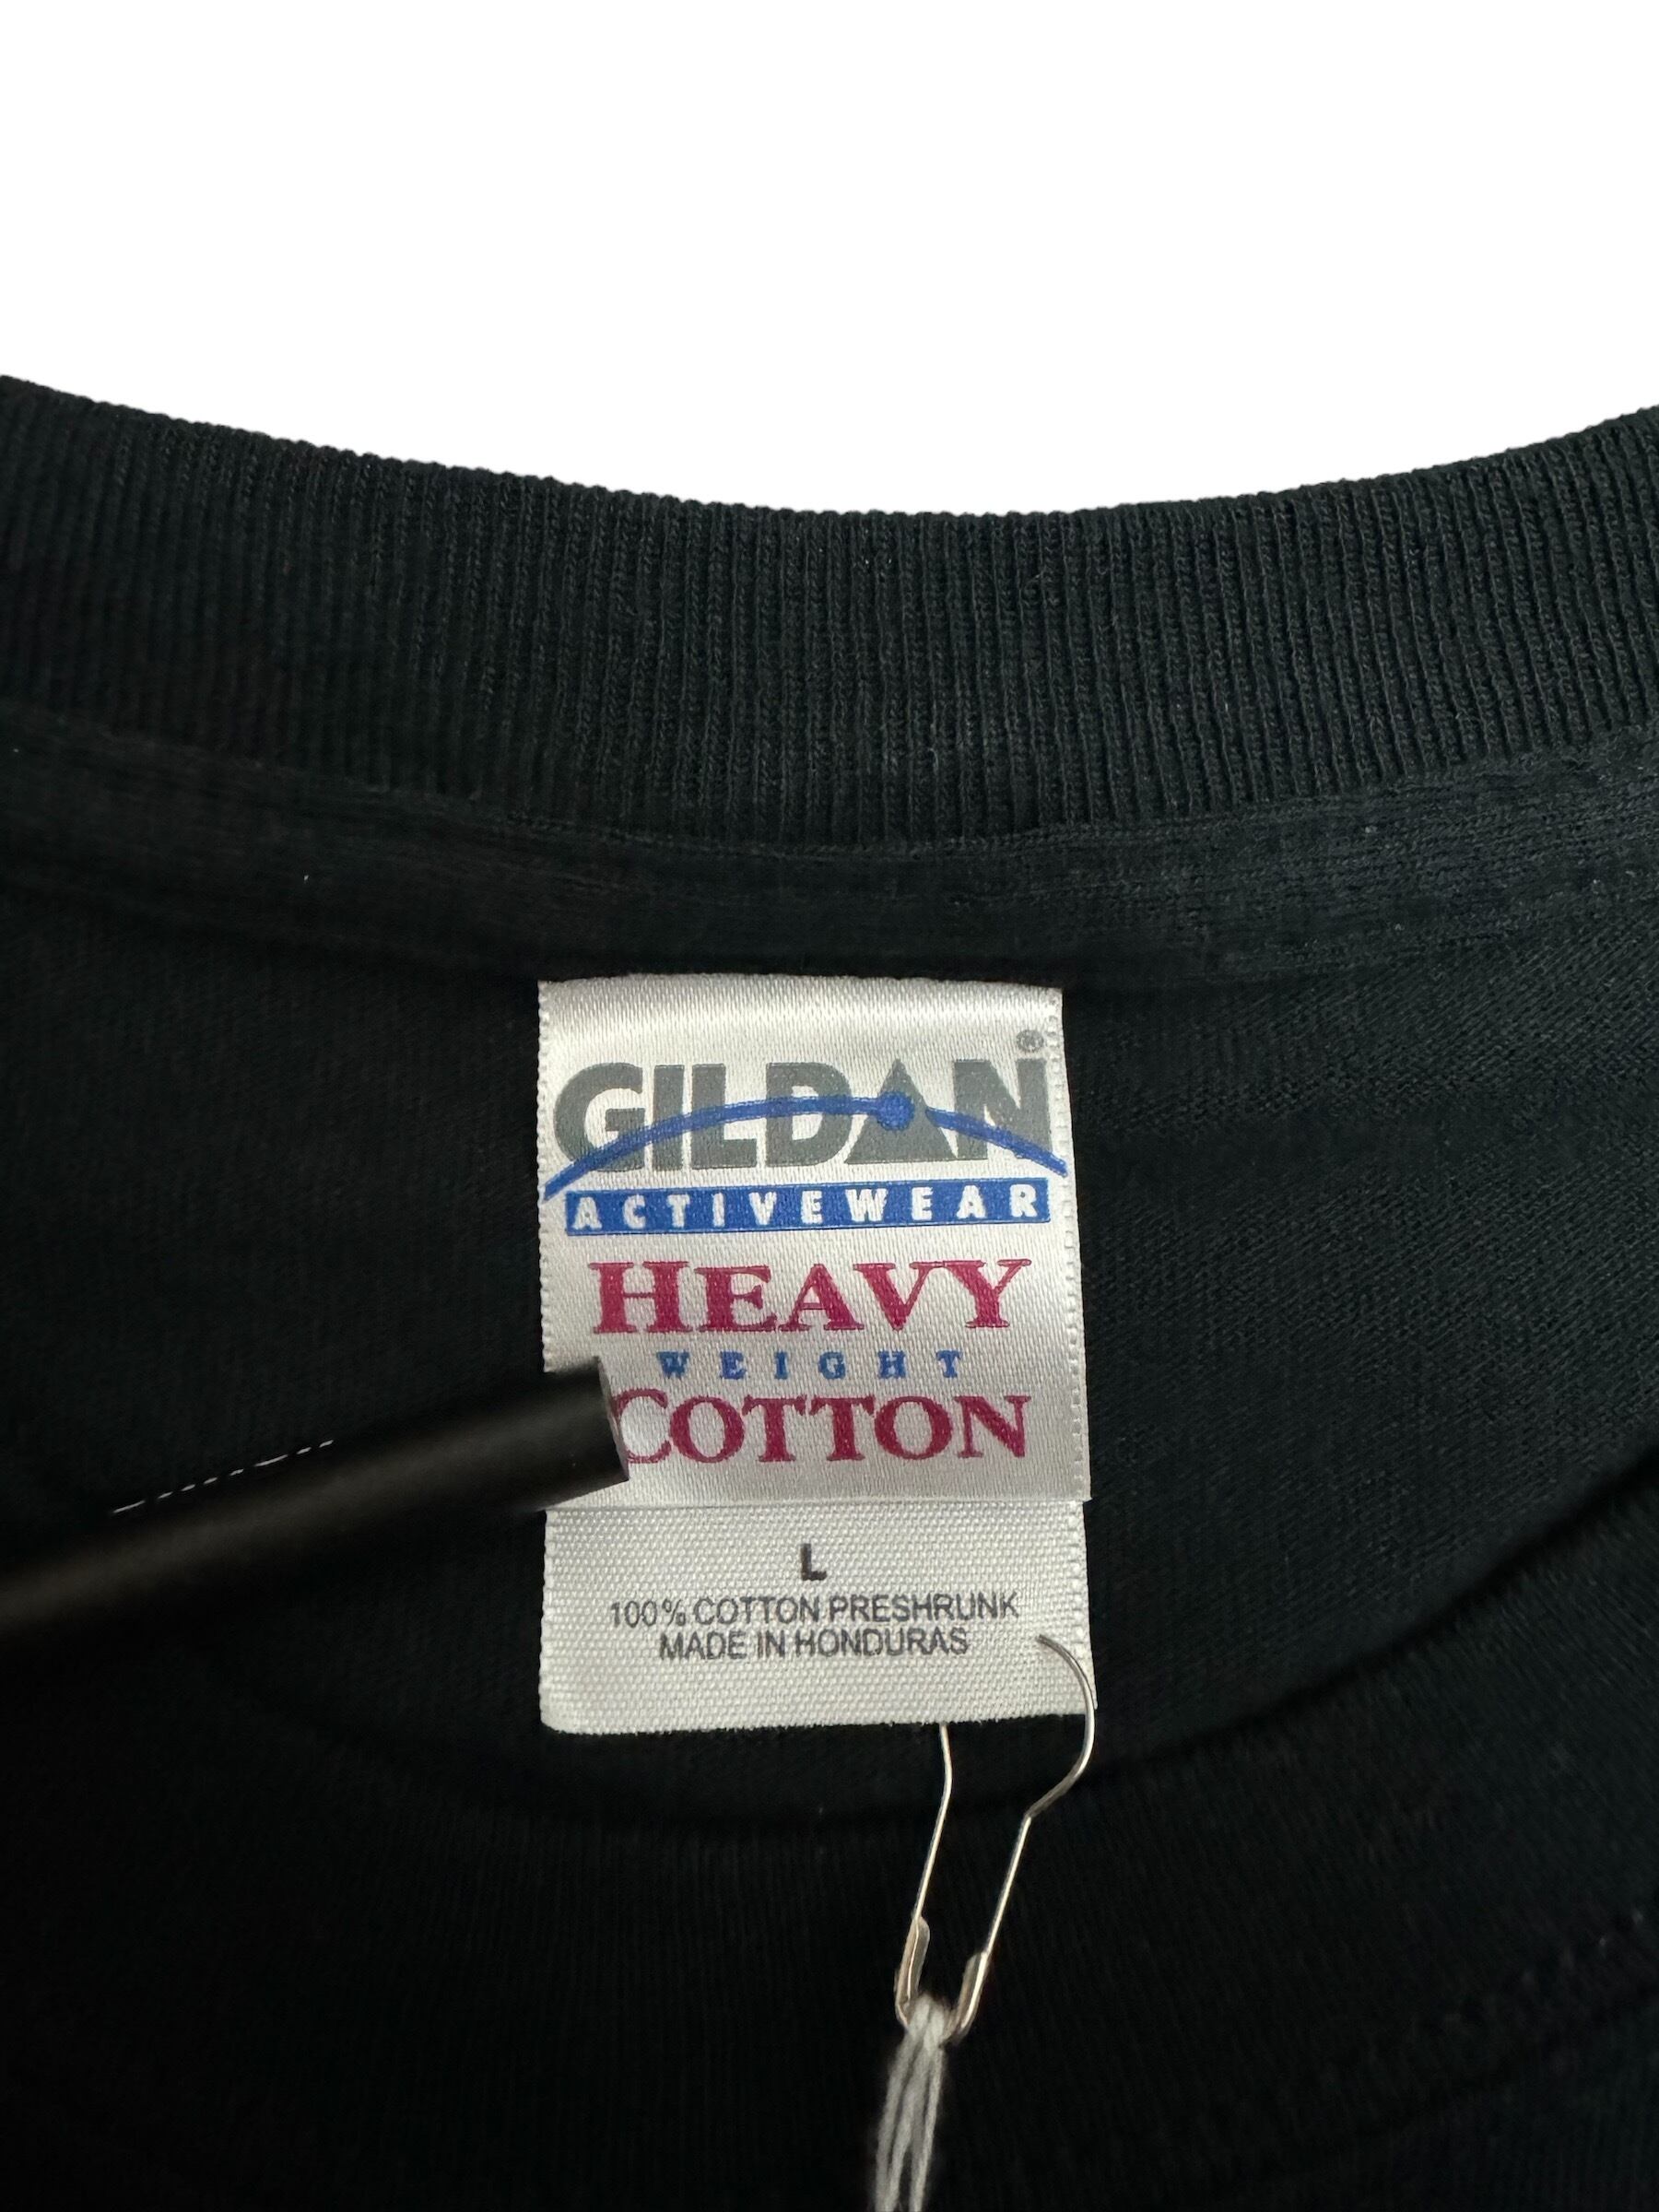 GILDAN®
ACTIVEWEAR
HEAVY
WEIGHT
COTTON
L
100% COTTON PRESHRUNK
MADE IN HONDURAS